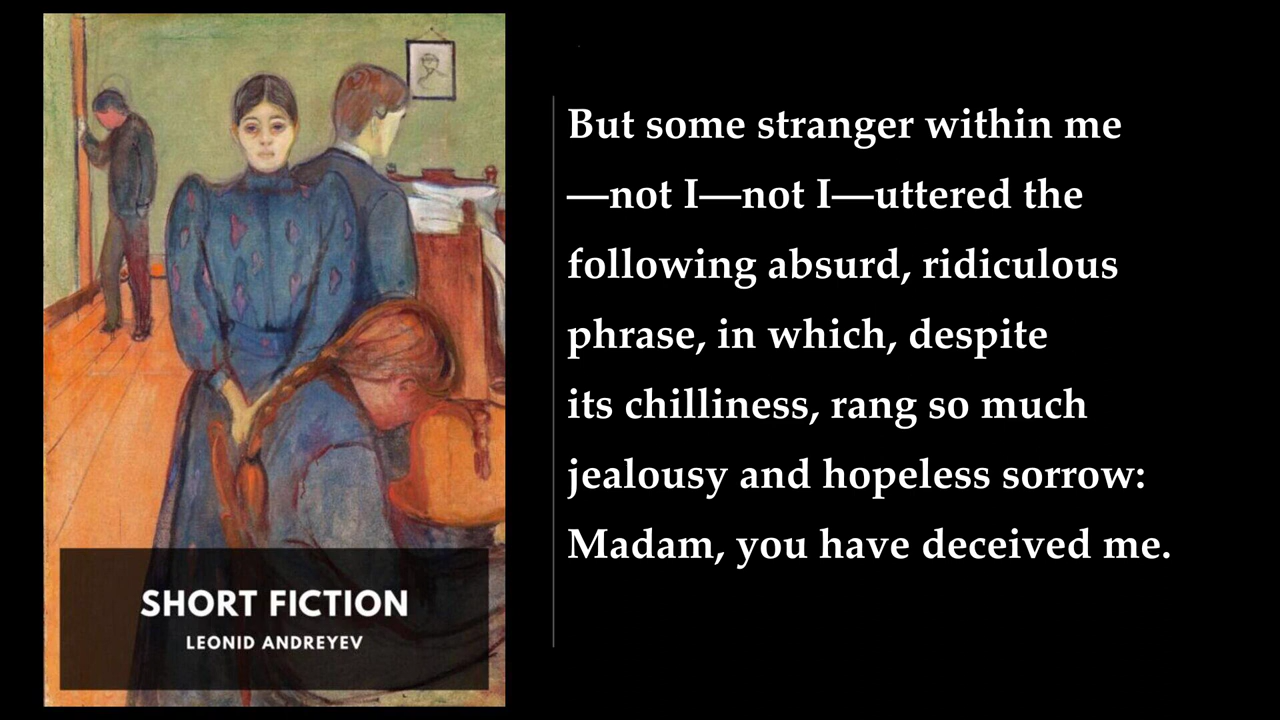 SHORT FICTION
LEONID ANDREYEV
But some stranger within me
—not I—not I—uttered the
following absurd, ridiculous
phrase, in which, despite
its chilliness, rang so much
jealousy and hopeless sorrow:
Madam, you have deceived me.